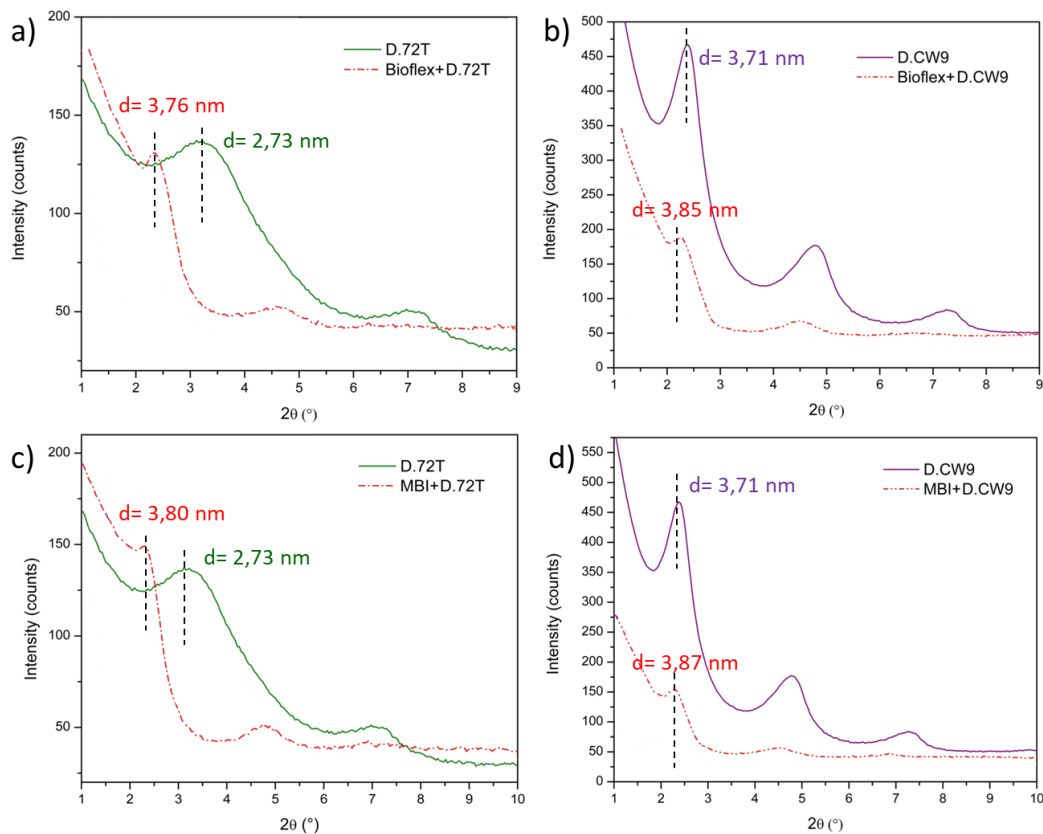 a)
200
150
100
50
Intensity (counts)
D.72T
Bioflex+D.72T
d= 3,76 nm
d= 2,73 nm
1 2 3 4 5 6 7 8 9
2θ (°)
b)
500
450
400
350
300
250
200
150
100
50
0
Intensity (counts)
D.CW9
Bioflex+D.CW9
d= 3,71 nm
d= 3,85 nm
1 2 3 4 5 6 7 8 9
2θ (°)
c)
200
150
100
50
Intensity (counts)
D.72T
MBI+D.72T
d= 3,80 nm
d= 2,73 nm
1 2 3 4 5 6 7 8 9 10
2θ (°)
d)
550
500
450
400
350
300
250
200
150
100
50
0
Intensity (counts)
D.CW9
MBI+D.CW9
d= 3,71 nm
d= 3,87 nm
1 2 3 4 5 6 7 8 9 10
2θ (°)